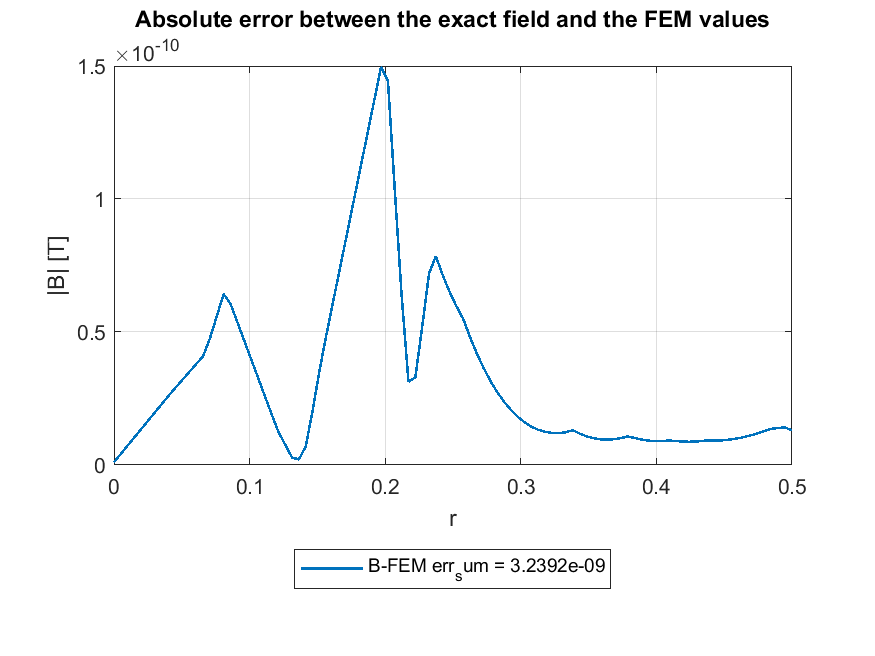 Absolute error between the exact field and the FEM values
×10^-10
1.5
1
0.5
0
|B| [T]
0
0.1
0.2
0.3
0.4
0.5
r
B-FEM err_sum = 3.2392e-09